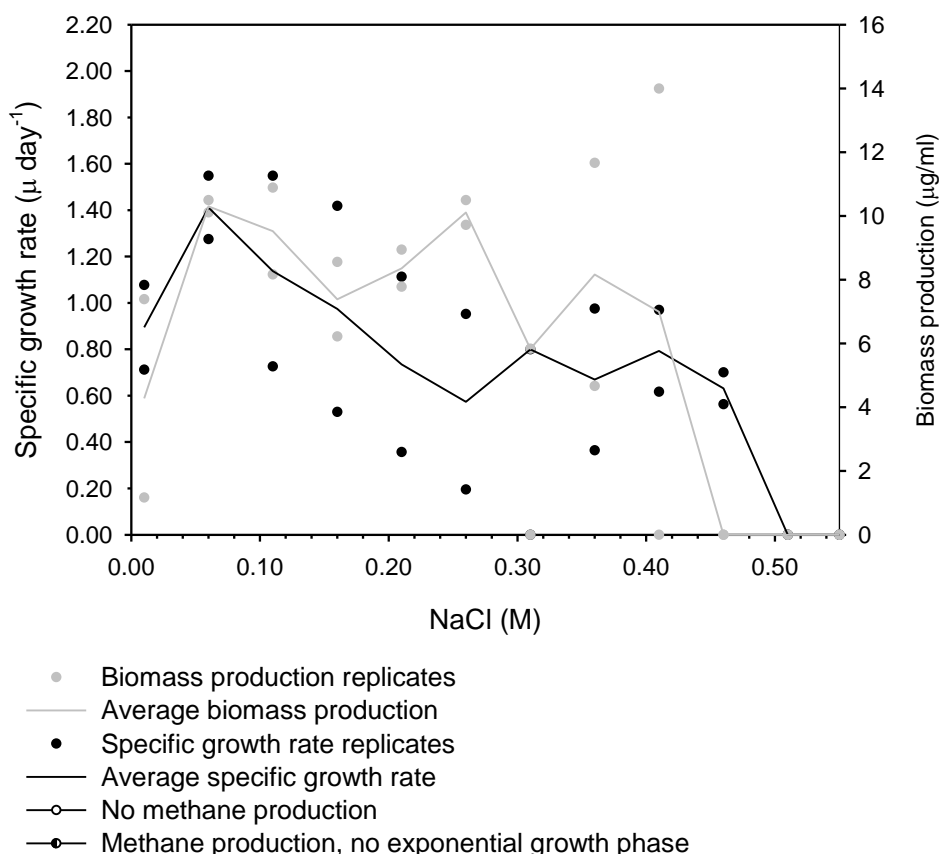 2.20
2.00
1.80
1.60
1.40
1.20
1.00
0.80
0.60
0.40
0.20
0.00
Specific growth rate (μ day-1)
16
14
12
10
8
6
4
2
0
Biomass production (μg/ml)
0.00 0.10 0.20 0.30 0.40 0.50
NaCl (M)
Biomass production replicates
Average biomass production
Specific growth rate replicates
Average specific growth rate
No methane production
Methane production, no exponential growth phase